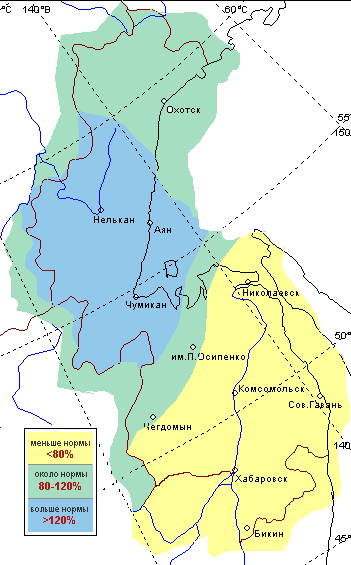 °С
140°В
60°С
55°
150°
Охотск
Нелькан
Аян
Чумикан
Николаевск
50°
им.П.Осипенко
Комсомольск
Сов.Гавань
Чегдомын
140°
Хабаровск
Бикин
45°
меньше нормы
<80%
около нормы
80-120%
больше нормы
>120%